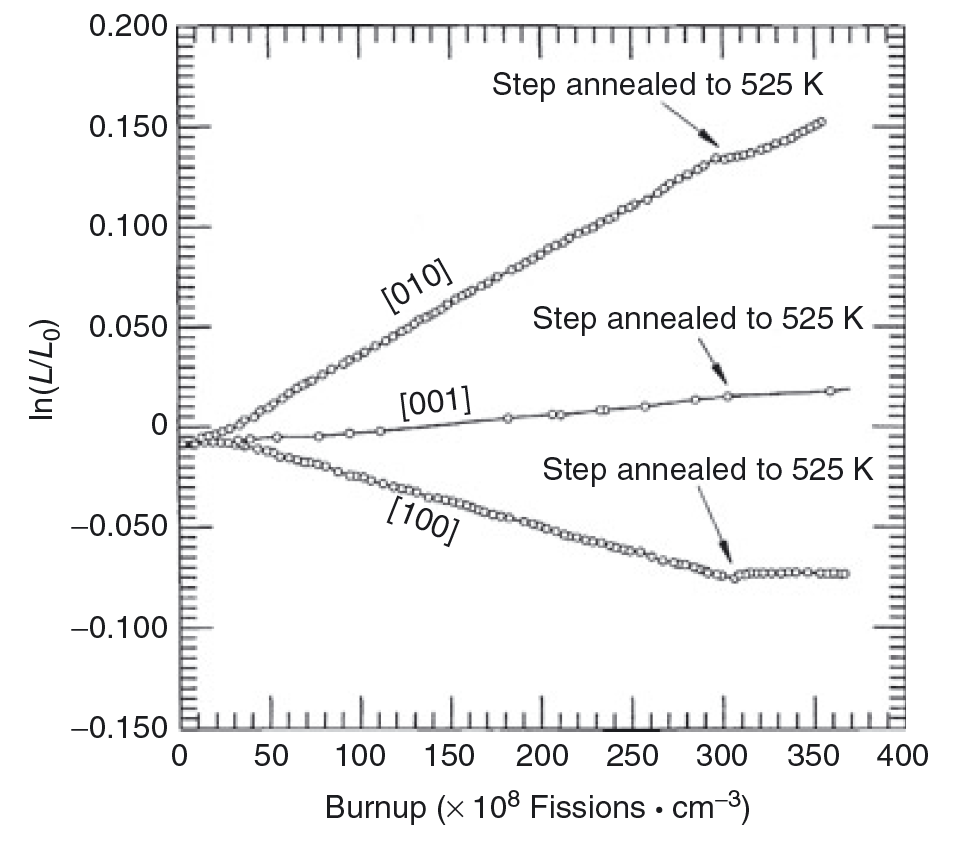 0.200
0.150
0.100
0.050
0
−0.050
−0.100
−0.150
ln(L/L₀)
Step annealed to 525 K
[010]
Step annealed to 525 K
[001]
Step annealed to 525 K
[100]
0 50 100 150 200 250 300 350 400
Burnup (× 10⁸ Fissions • cm⁻³)